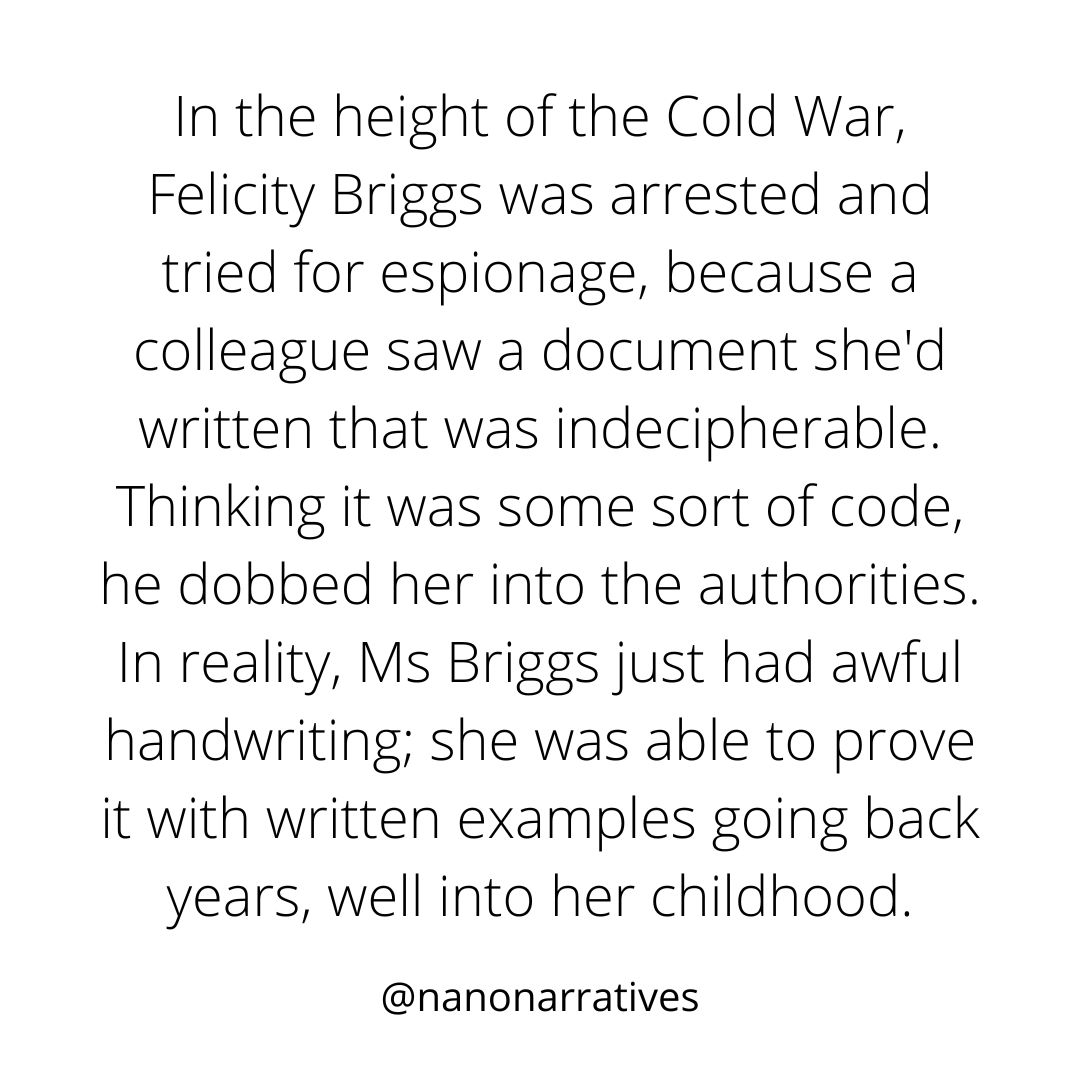 In the height of the Cold War,
Felicity Briggs was arrested and
tried for espionage, because a
colleague saw a document she'd
written that was indecipherable.
Thinking it was some sort of code,
he dobbed her into the authorities.
In reality, Ms Briggs just had awful
handwriting; she was able to prove
it with written examples going back
years, well into her childhood.
@nanonarratives